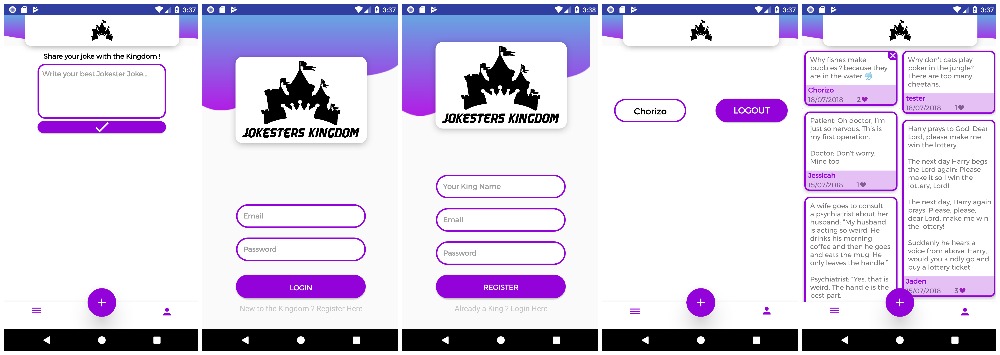 3:37
Share your joke with the Kingdom !
Write your best Jokester Joke...
3:37
JOKESTERS KINGDOM
Email
Password
LOGIN
New to the Kingdom ? Register Here
3:38
JOKESTERS KINGDOM
Your King Name
Email
Password
REGISTER
Already a King ? Login Here
3:37
Chorizo
LOGOUT
3:37
Why fishes make
bubbles ? because they
are in the water
Chorizo
18/07/2018 2
Patient: Oh doctor, I'm
just so nervous. This is
my first operation.
Doctor: Don't worry.
Mine too
Jessicah
15/07/2018 1
A wife goes to consult
a psychiatrist about her
husband: "My husband
is acting so weird. He
drinks his morning
coffee and then he goes
and eats the mug. He
only leaves the handle."
Psychiatrist: "Yes, that is
weird. The handle is the
best part.
Why don't cats play
poker in the jungle?
There are too many
cheetahs.
tester
16/07/2018 1
Harry prays to God: Dear
Lord, please make me
win the lottery.
The next day Harry begs
the Lord again: Please
make it so I win the
lottery, Lord!
The next day, Harry again
prays: Please, please,
dear Lord, make me win
the lottery!
Suddenly he hears a
voice from above: Harry,
would you kindly go and
buy a lottery ticket
Jaden
15/07/2018 3